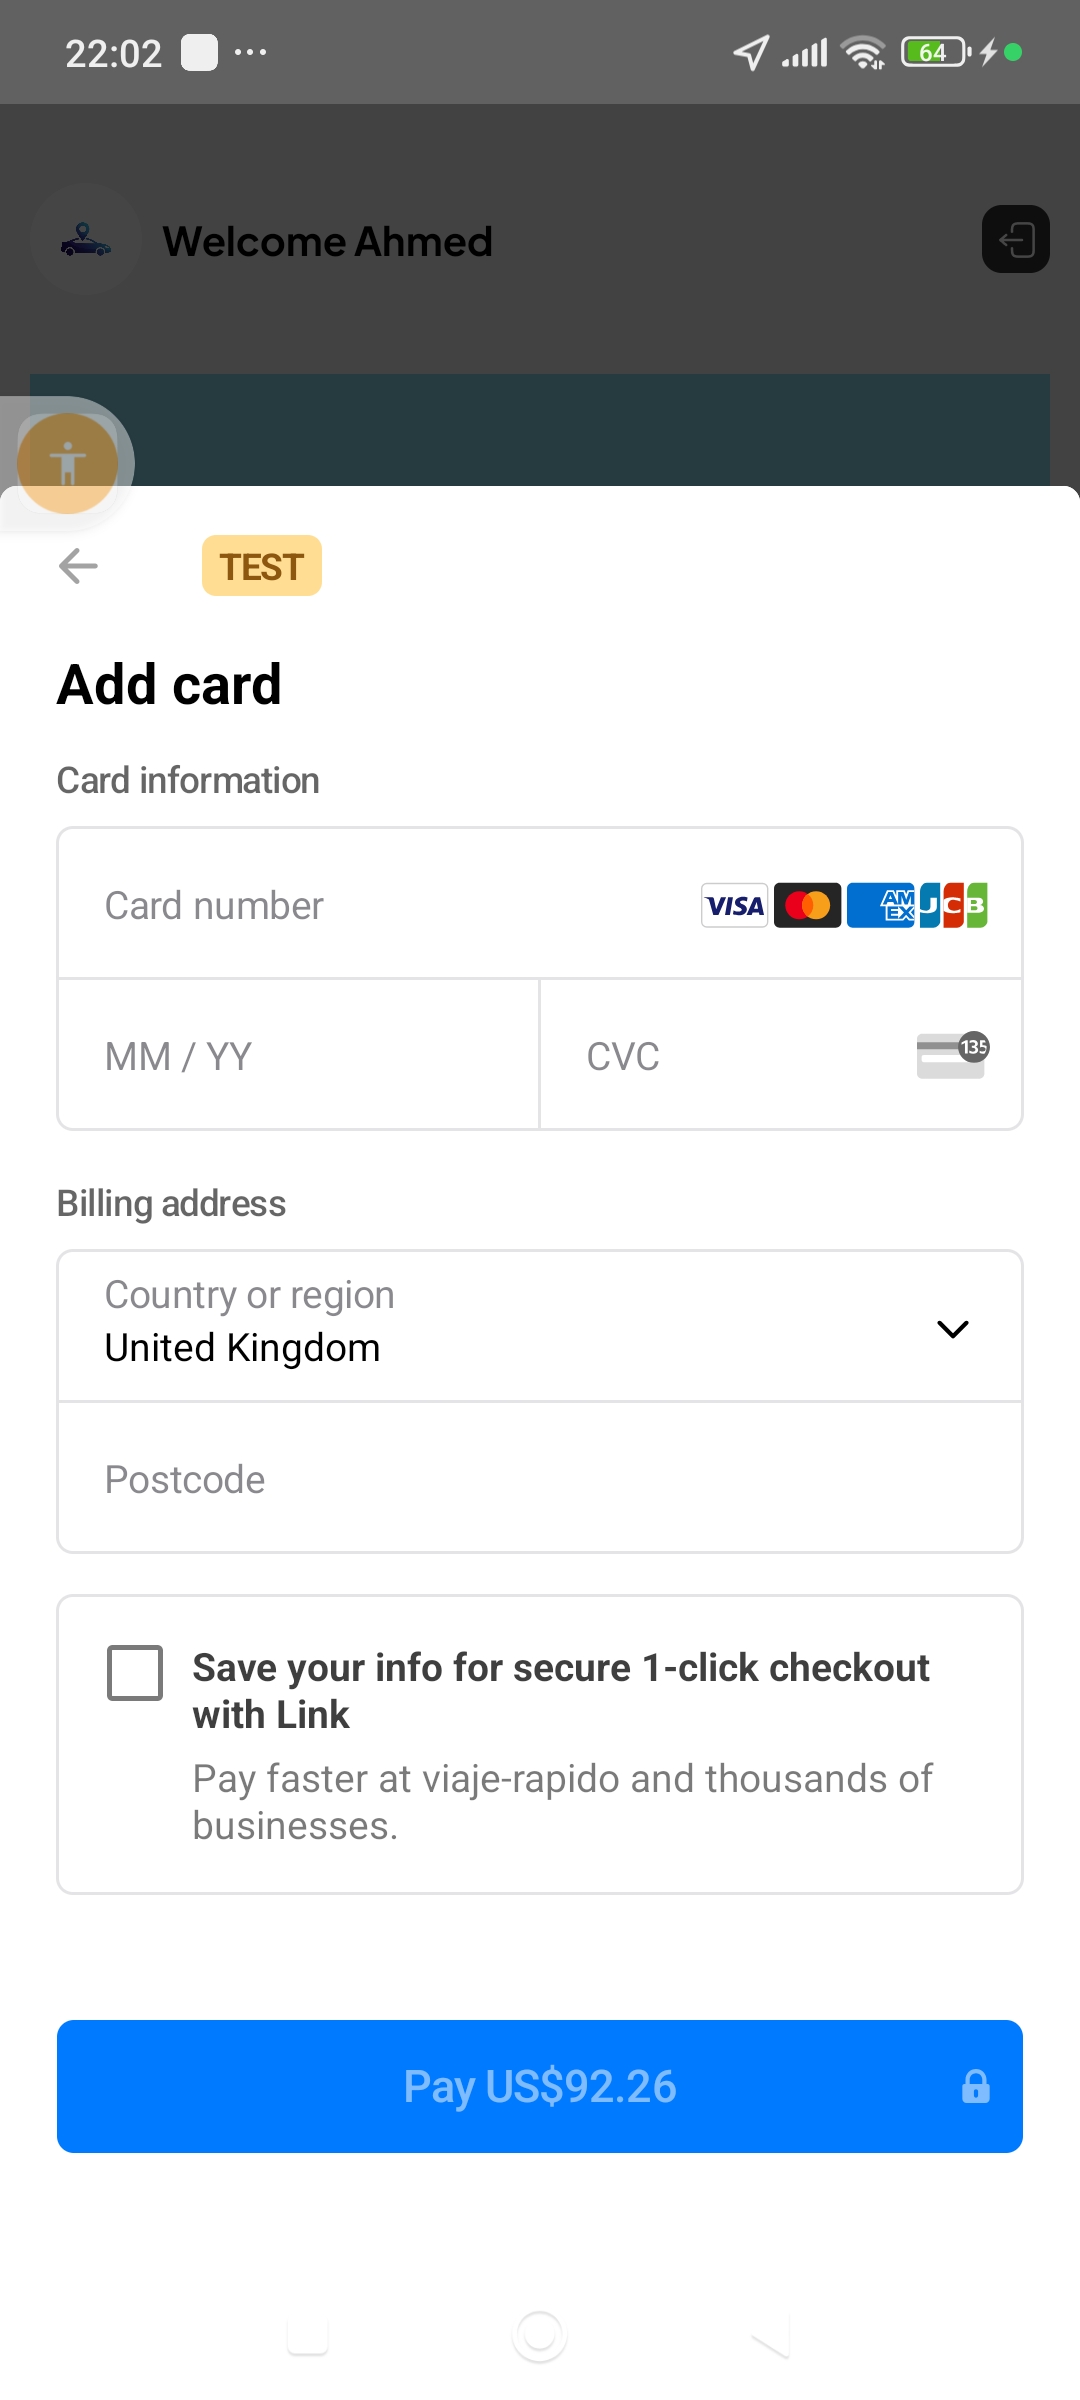 22:02
64
Welcome Ahmed
TEST
Add card
Card information
Card number
VISA
AM
EX
JCB
MM / YY
CVC
135
Billing address
Country or region
United Kingdom
Postcode
Save your info for secure 1-click checkout
with Link
Pay faster at viaje-rapido and thousands of
businesses.
Pay US$92.26